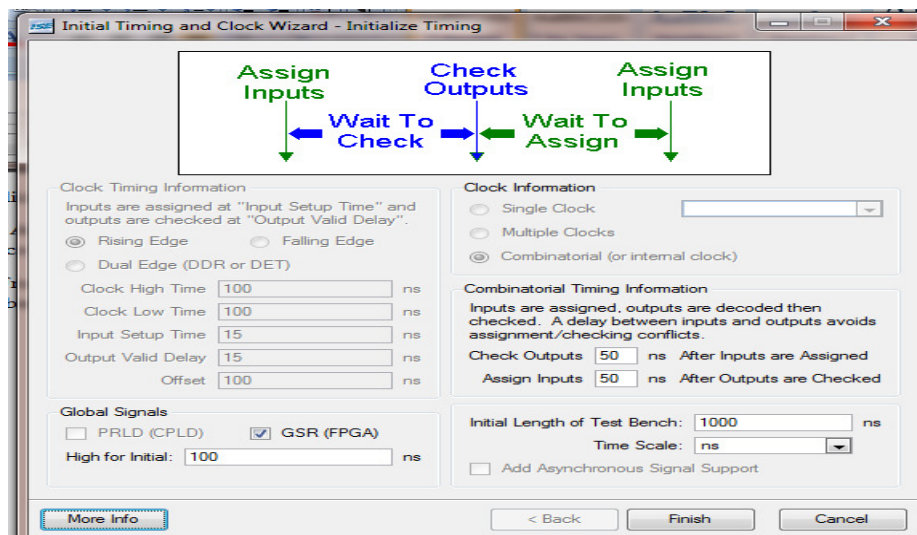 Initial Timing and Clock Wizard - Initialize Timing
Assign Inputs
Check Outputs
Assign Inputs
Wait To Check
Wait To Assign
Clock Timing Information
Inputs are assigned at "Input Setup Time" and
outputs are checked at "Output Valid Delay".
Rising Edge
Falling Edge
Dual Edge (DDR or DET)
Clock High Time 100 ns
Clock Low Time 100 ns
Input Setup Time 15 ns
Output Valid Delay 15 ns
Offset 100 ns
Global Signals
PRLD (CPLD)
GSR (FPGA)
High for Initial: 100 ns
Clock Information
Single Clock
Multiple Clocks
Combinatorial (or internal clock)
Combinatorial Timing Information
Inputs are assigned, outputs are decoded then
checked. A delay between inputs and outputs avoids
assignment/checking conflicts.
Check Outputs 50 ns After Inputs are Assigned
Assign Inputs 50 ns After Outputs are Checked
Initial Length of Test Bench: 1000 ns
Time Scale: ns
Add Asynchronous Signal Support
More Info
< Back
Finish
Cancel